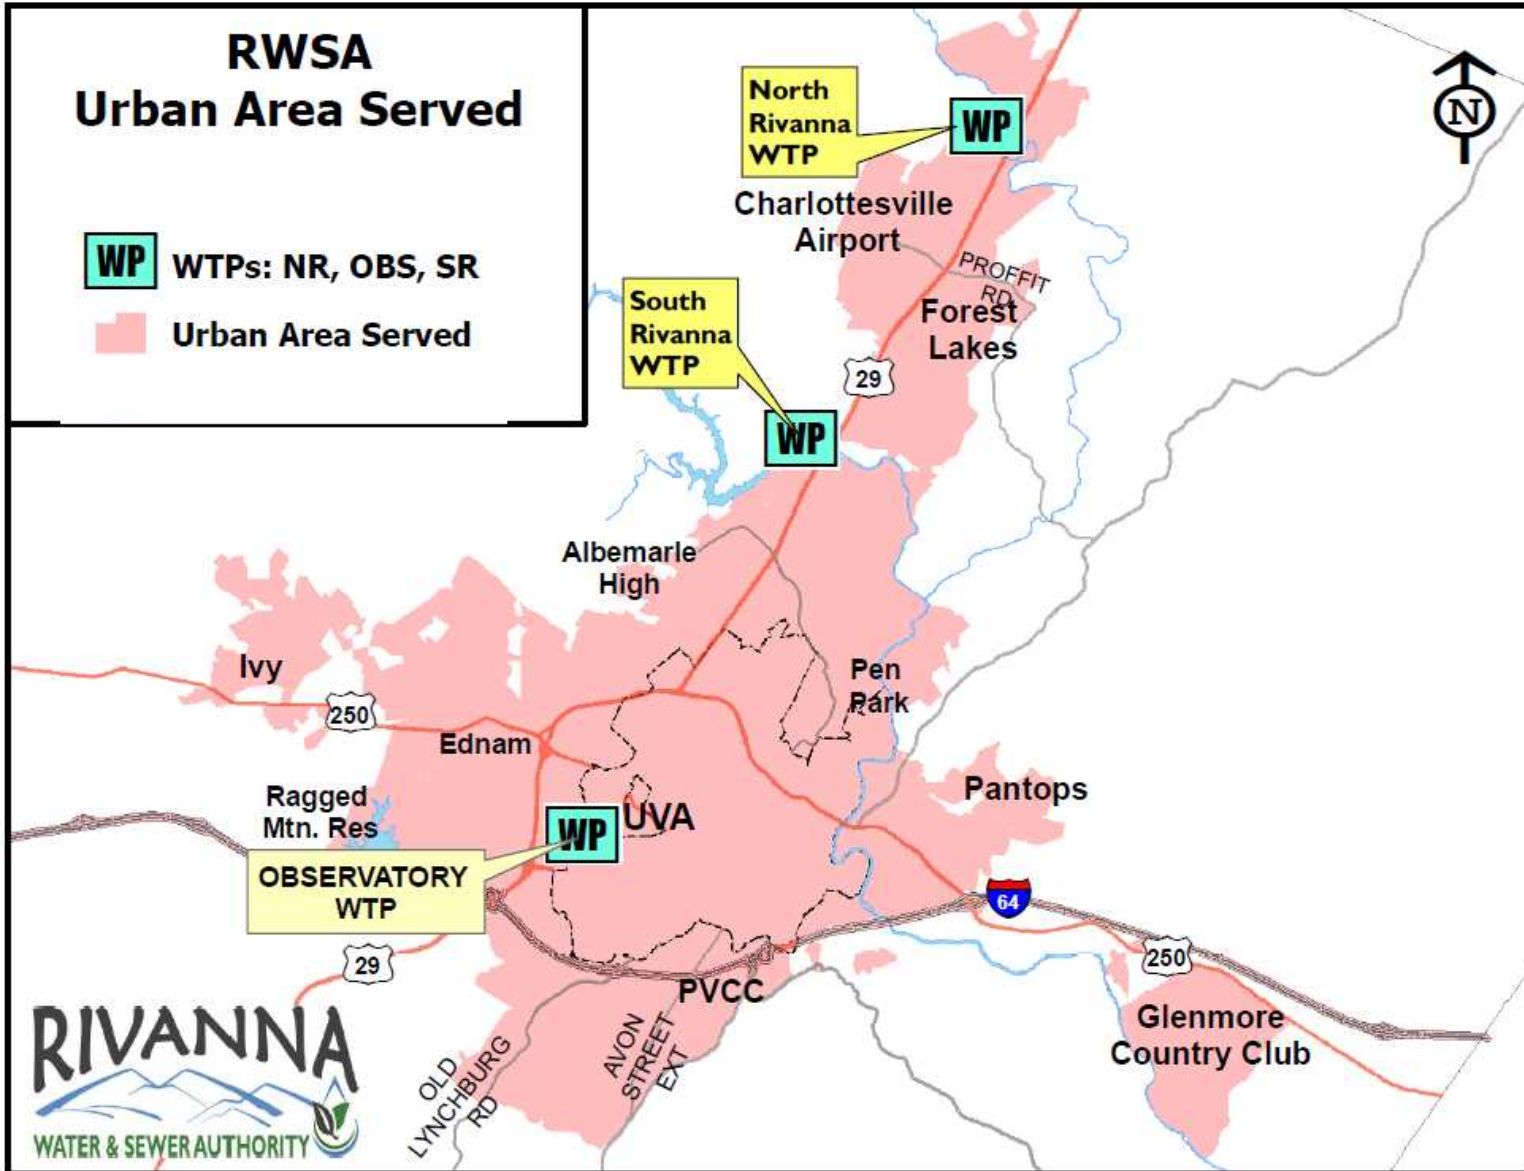 RWSA
Urban Area Served
WP
WTPs: NR, OBS, SR
Urban Area Served
N
North
Rivanna
WTP
WP
Charlottesville
Airport
PROFFIT
RD
Forest
Lakes
South
Rivanna
WTP
29
WP
Albemarle
High
Ivy
250
Pen
Park
Ednam
Ragged
Mtn. Res
Pantops
WP
UVA
OBSERVATORY
WTP
64
29
250
PVCC
Glenmore
Country Club
OLD
LYNCHBURG
RD
AVON
STREET
EXT
RIVANNA
WATER & SEWER AUTHORITY